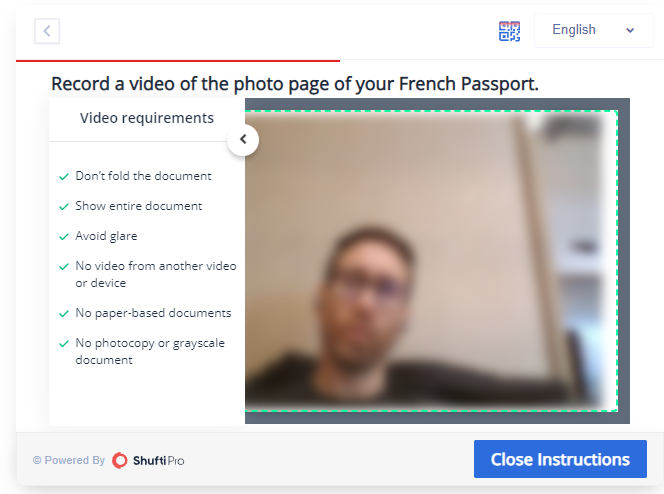 English
Record a video of the photo page of your French Passport.
Video requirements
Don't fold the document
Show entire document
Avoid glare
No video from another video
or device
No paper-based documents
No photocopy or grayscale
document
© Powered By ShuftiPro
Close Instructions